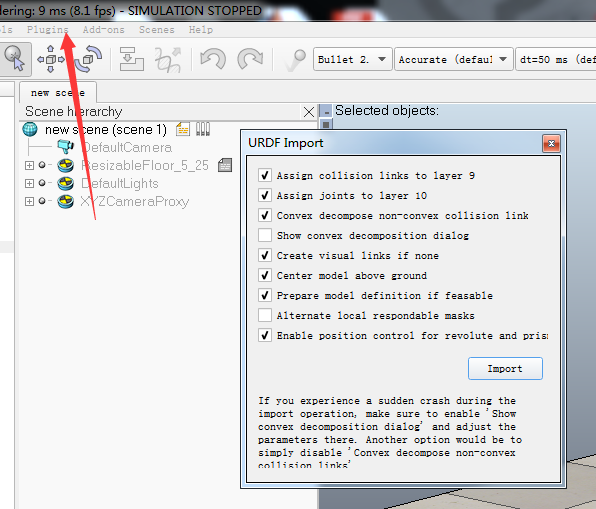 dering: 9 ms (8.1 fps) - SIMULATION STOPPED
ls Plugins Add-ons Scenes Help
Bullet 2. Accurate (defau dt=50 ms (def
new scene
Scene hierarchy
Selected objects:
new scene (scene 1)
DefaultCamera
ResizableFloor_5_25
DefaultLights
XYZCameraProxy
URDF Import
Assign collision links to layer 9
Assign joints to layer 10
Convex decompose non-convex collision link
Show convex decomposition dialog
Create visual links if none
Center model above ground
Prepare model definition if feasable
Alternate local respondable masks
Enable position control for revolute and pris
Import
If you experience a sudden crash during the
import operation, make sure to enable 'Show
convex decomposition dialog' and adjust the
parameters there. Another option would be to
simply disable 'Convex decompose non-convex
collision links'